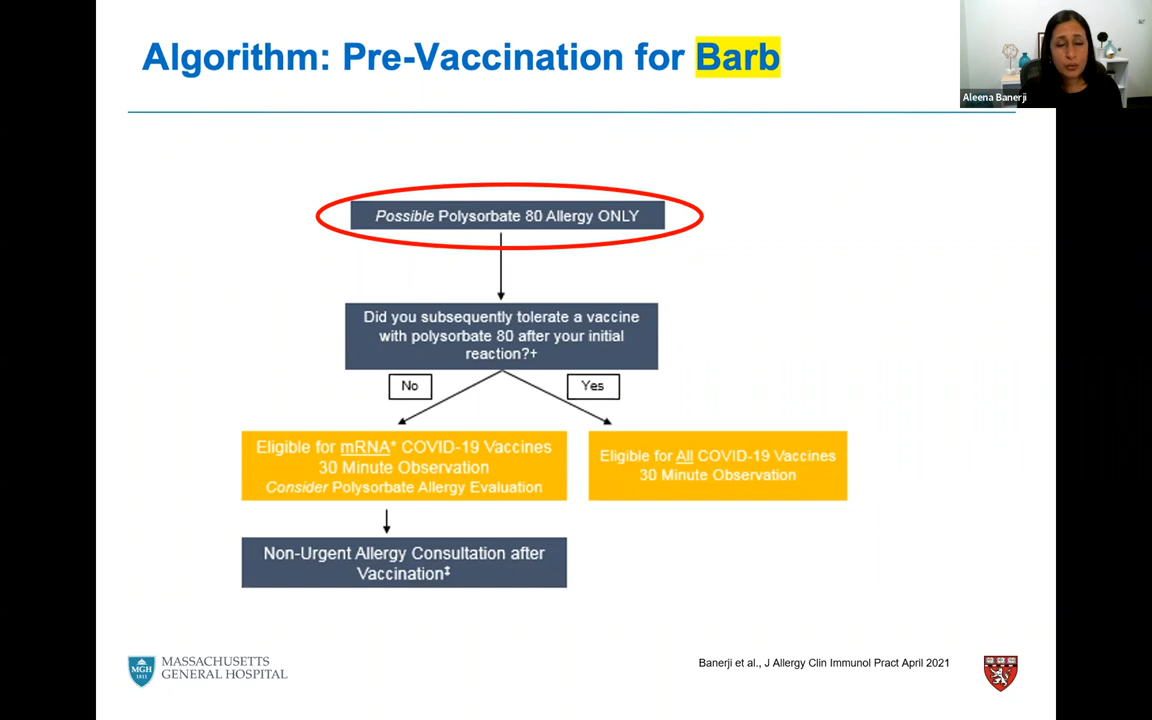 Algorithm: Pre-Vaccination for Barb
Aleena Banerji
Possible Polysorbate 80 Allergy ONLY
Did you subsequently tolerate a vaccine
with polysorbate 80 after your initial
reaction?+
No
Yes
Eligible for mRNA* COVID-19 Vaccines
30 Minute Observation
Consider Polysorbate Allergy Evaluation
Eligible for All COVID-19 Vaccines
30 Minute Observation
Non-Urgent Allergy Consultation after
Vaccination‡
MGH
1811
MASSACHUSETTS
GENERAL HOSPITAL
Banerji et al., J Allergy Clin Immunol Pract April 2021